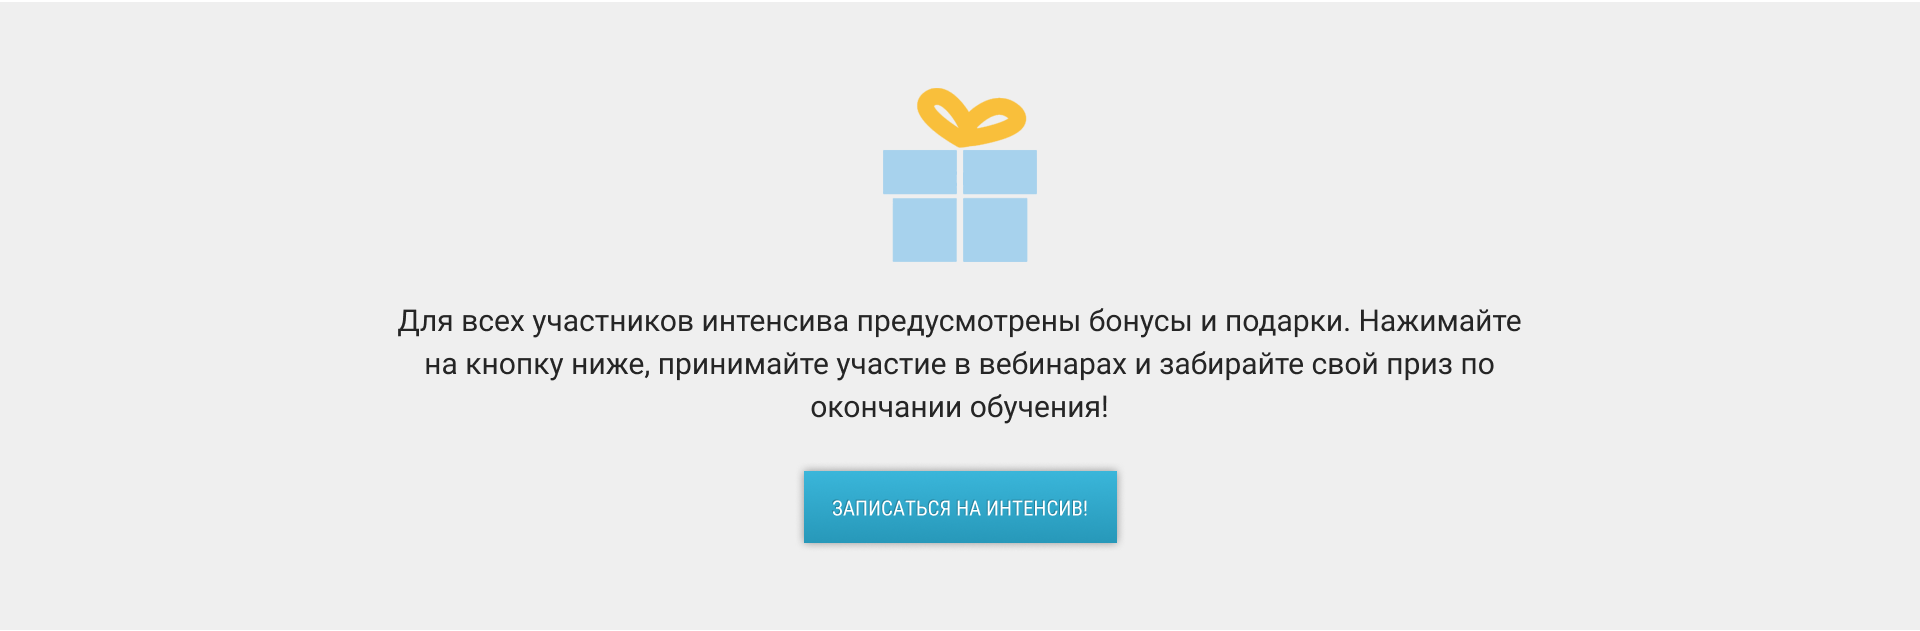 Для всех участников интенсива предусмотрены бонусы и подарки. Нажимайте
на кнопку ниже, принимайте участие в вебинарах и забирайте свой приз по
окончании обучения!
ЗАПИСАТЬСЯ НА ИНТЕНСИВ!